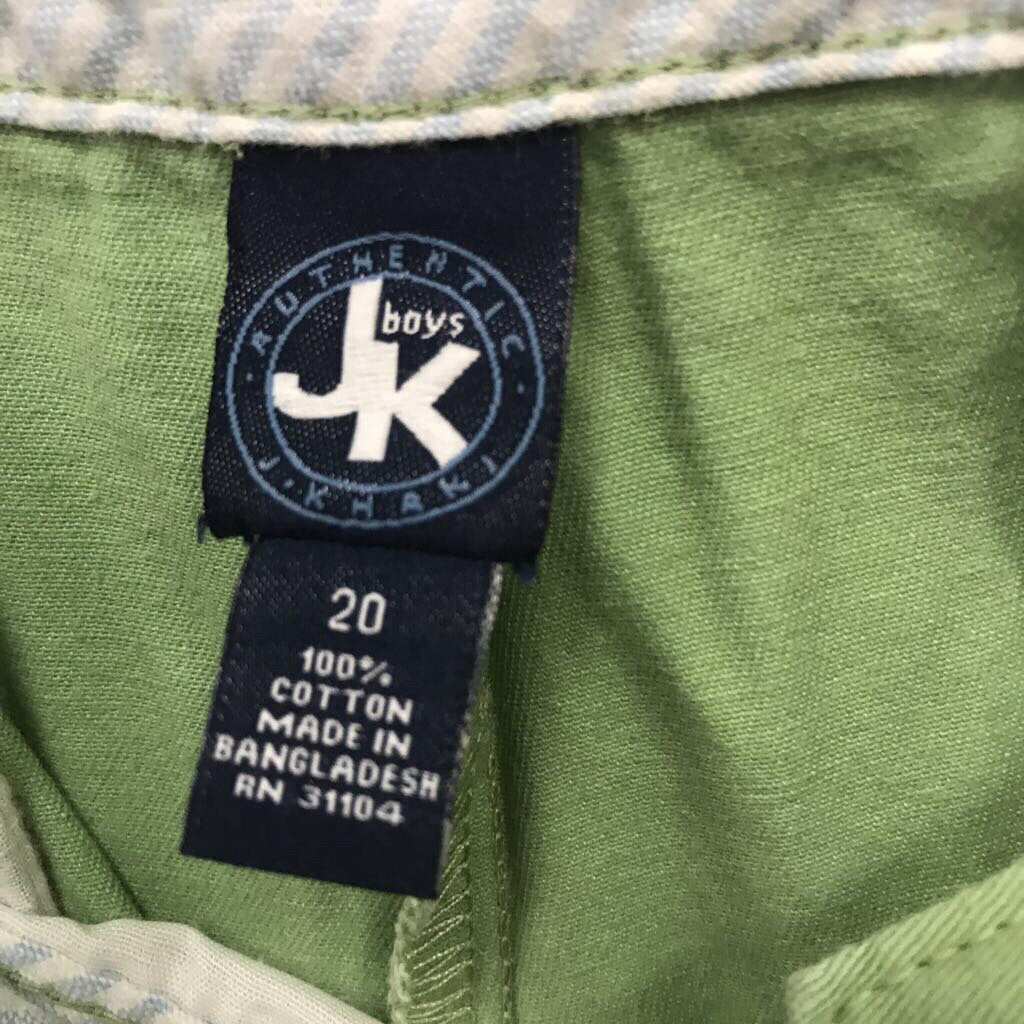 · AUTHENTIC ·
boys
JK
J. KHAKI
20
100%
COTTON
MADE IN
BANGLADESH
RN 31104